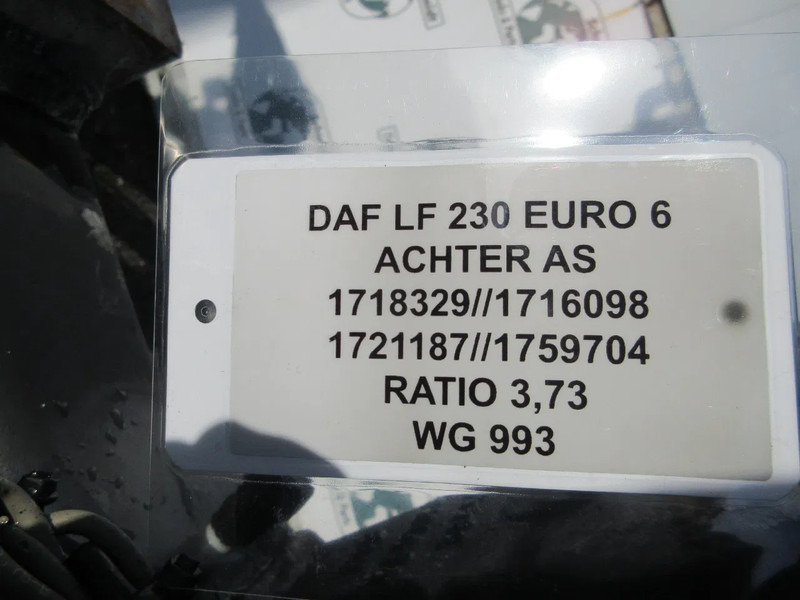 DAF LF 230 EURO 6
ACHTER AS
1718329//1716098
1721187//1759704
RATIO 3,73
WG 993